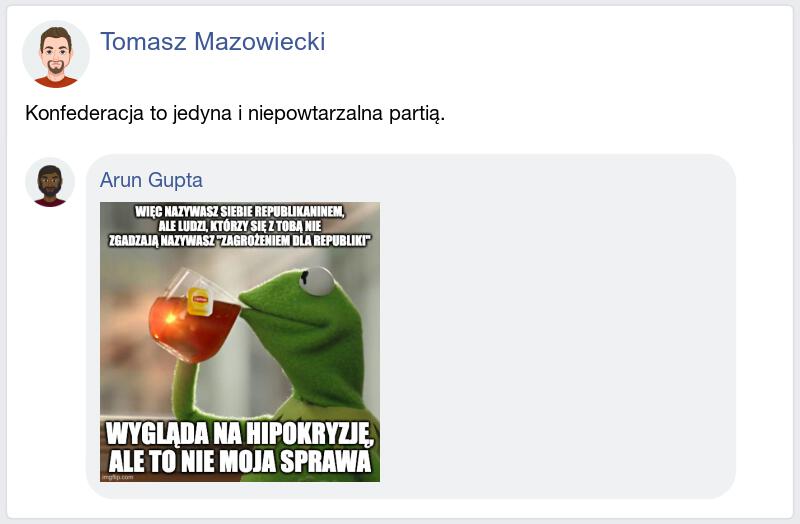 Tomasz Mazowiecki
Konfederacja to jedyna i niepowtarzalna partią.
Arun Gupta
WIĘC NAZYWASZ SIEBIE REPUBLIKANINEM,
ALE LUDZI, KTÓRZY SIĘ Z TOBĄ NIE
ZGADZAJĄ NAZYWASZ "ZAGROŻENIEM DLA REPUBLIKI"
WYGLĄDA NA HIPOKRYZJĘ,
ALE TO NIE MOJA SPRAWA
imgflip.com